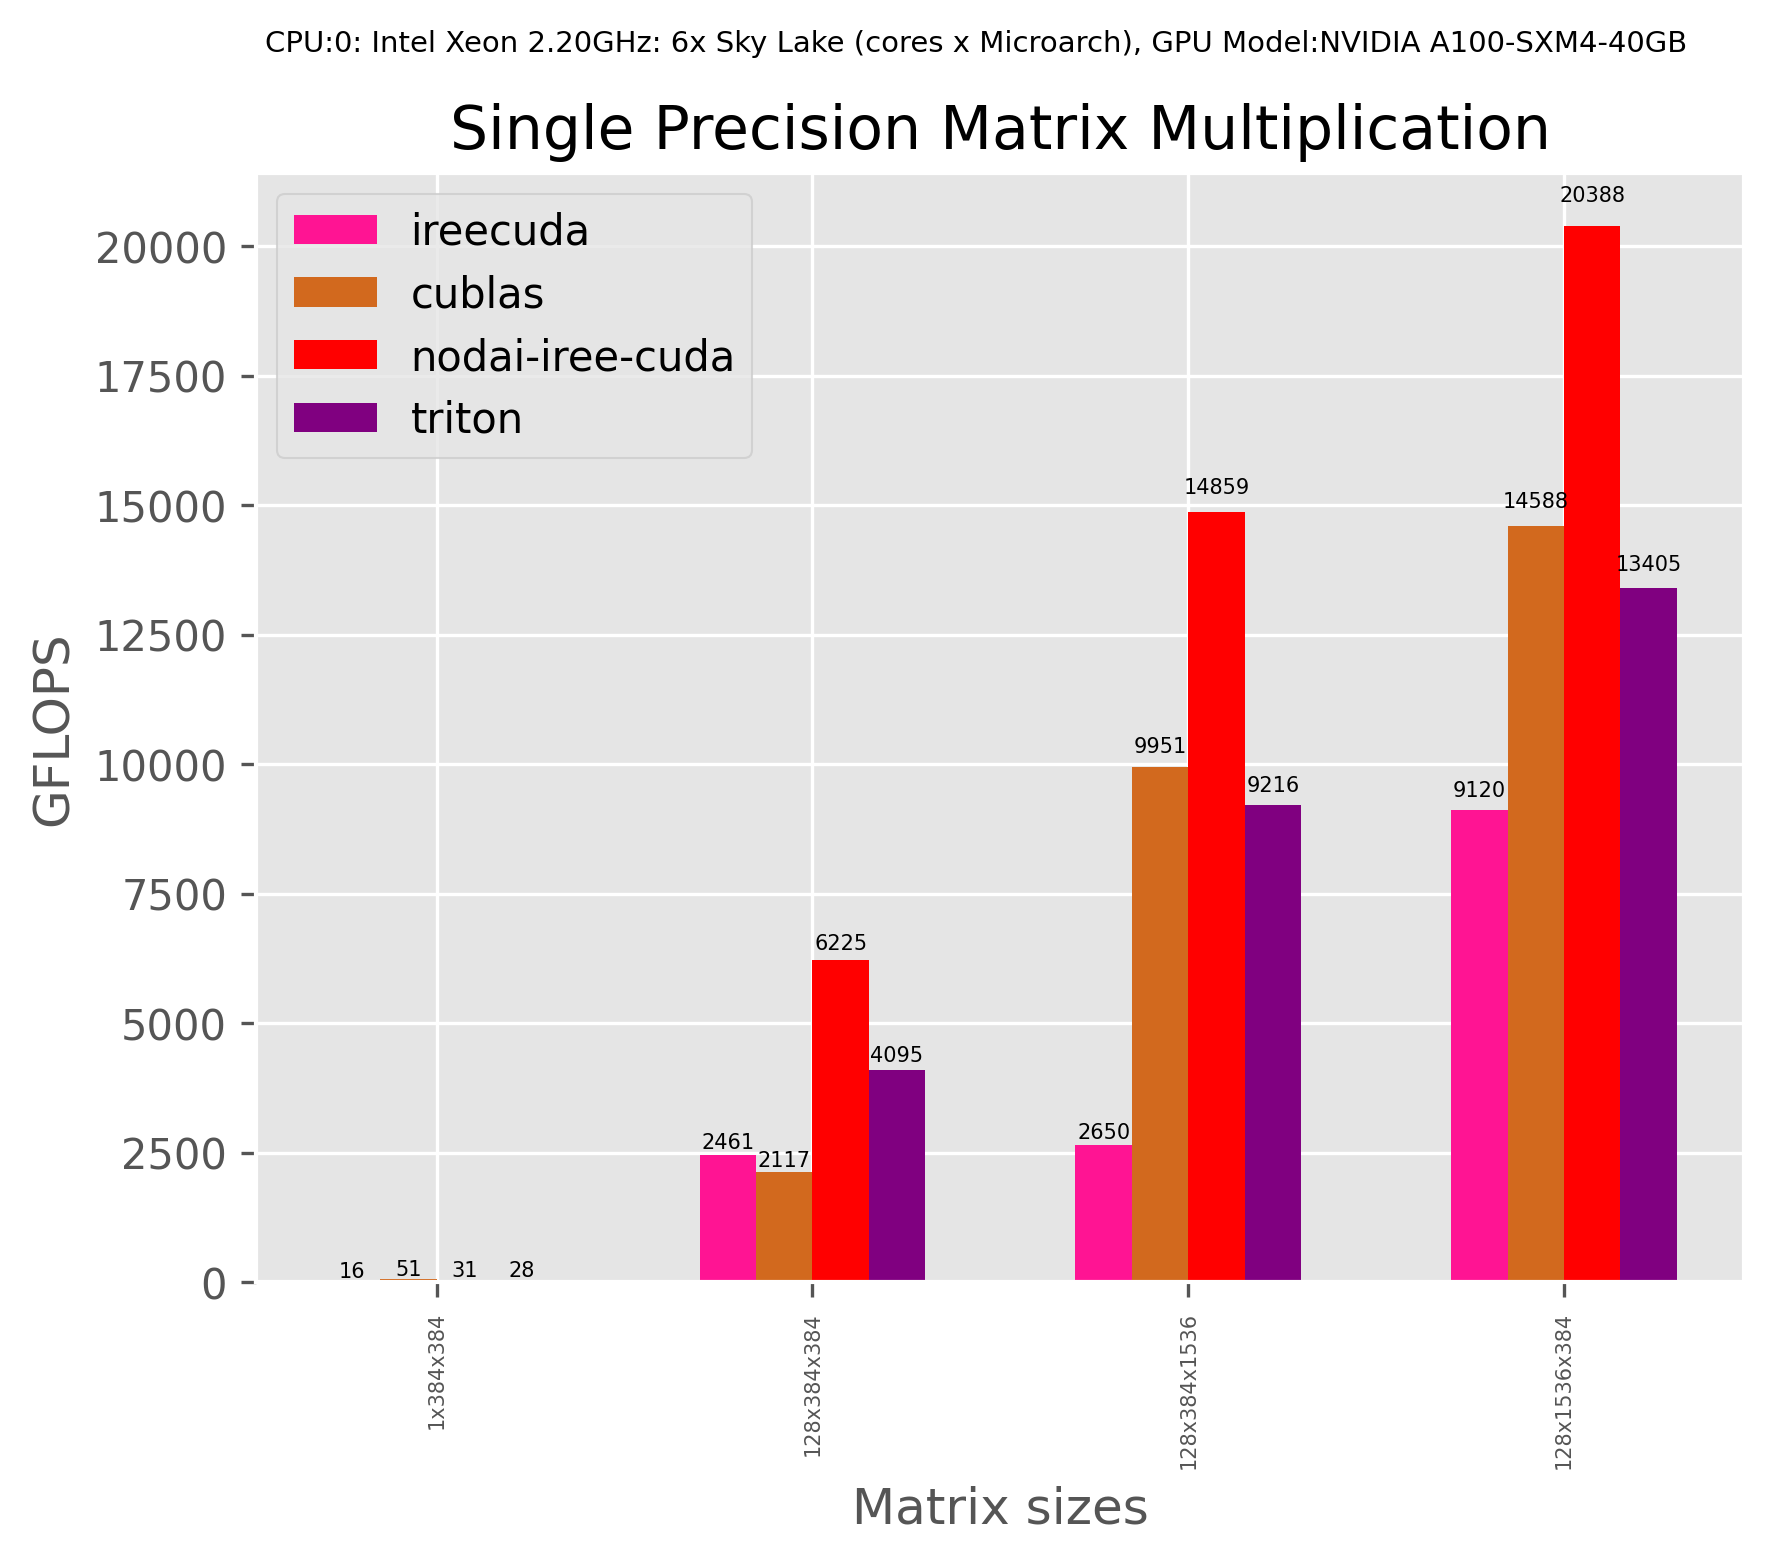 CPU:0: Intel Xeon 2.20GHz: 6x Sky Lake (cores x Microarch), GPU Model:NVIDIA A100-SXM4-40GB
Single Precision Matrix Multiplication
ireecuda
cublas
nodai-iree-cuda
triton
GFLOPS
20000
17500
15000
12500
10000
7500
5000
2500
0
16
51
31
28
2461
2117
6225
4095
2650
9951
14859
9216
9120
14588
20388
13405
1x384x384
128x384x384
128x384x1536
128x1536x384
Matrix sizes